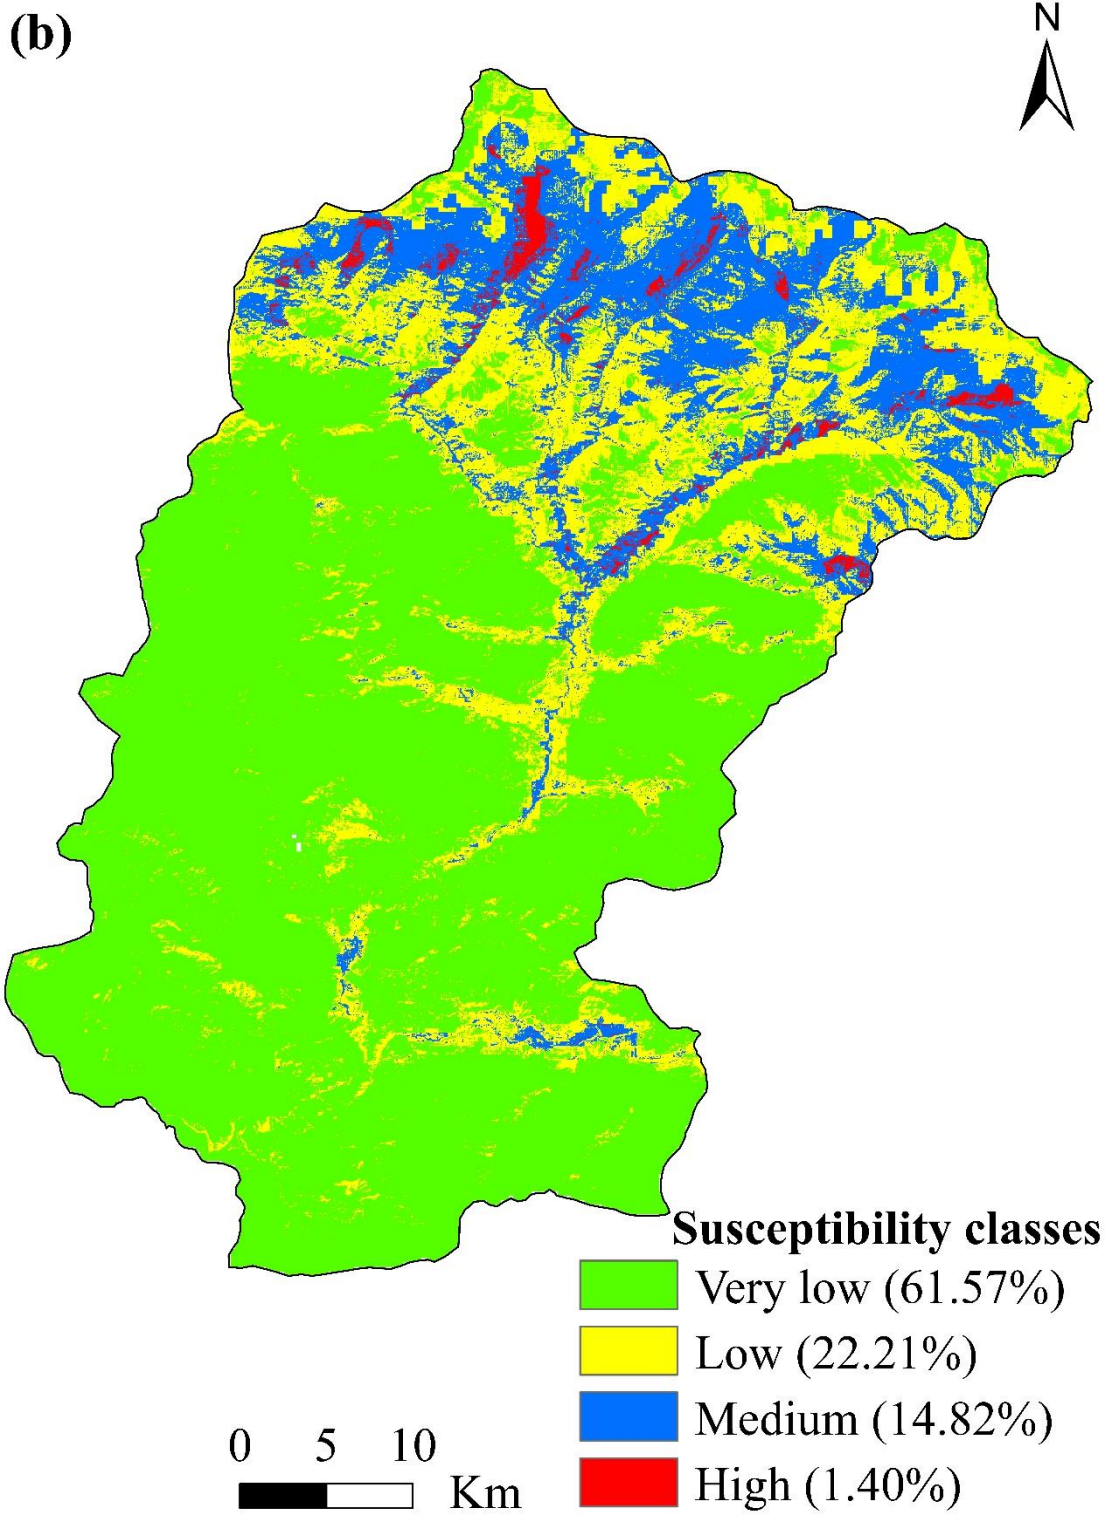 (b)
N
Susceptibility classes
Very low (61.57%)
Low (22.21%)
Medium (14.82%)
High (1.40%)
0 5 10
Km